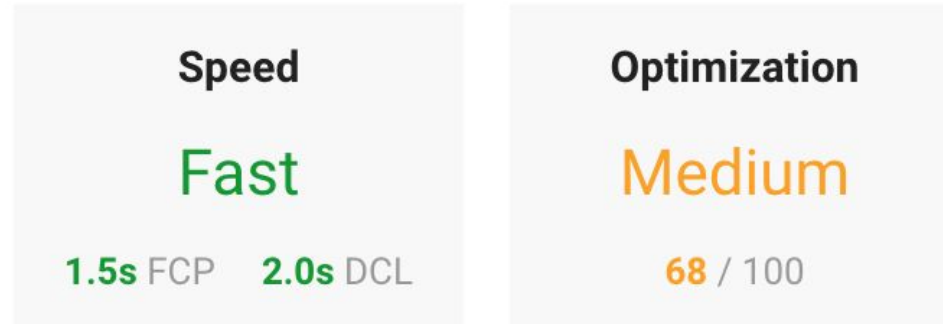 Speed
Fast
1.5s FCP 2.0s DCL
Optimization
Medium
68 / 100